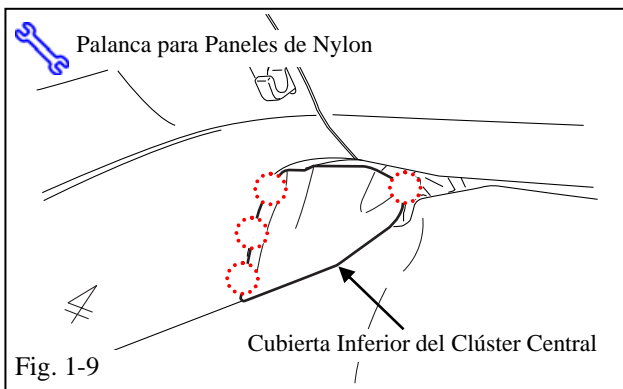 Palanca para Paneles de Nylon
Cubierta Inferior del Clúster Central
Fig. 1-9